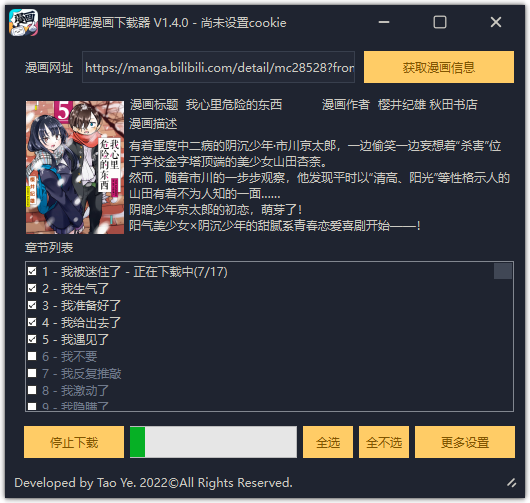 哔哩哔哩漫画下载器 V1.4.0 - 尚未设置cookie
漫画网址 https://manga.bilibili.com/detail/mc28528?from 获取漫画信息
漫画标题 我心里危险的东西 漫画作者 樱井纪雄 秋田书店
漫画描述
有着重度中二病的阴沉少年·市川京太郎，一边偷笑一边妄想着“杀害”位
于学校金字塔顶端的美少女山田杏奈。
然而，随着市川的一步步观察，他发现平时以“清高、阳光”等性格示人的
山田有着不为人知的一面……
阴暗少年京太郎的初恋，萌芽了！
阳气美少女×阴沉少年的甜腻系青春恋爱喜剧开始——！
5
我心里
危险的东西
章节列表
1 - 我被迷住了 - 正在下载中(7/17)
2 - 我生气了
3 - 我准备好了
4 - 我给出去了
5 - 我遇见了
6 - 我不要
7 - 我反复推敲
8 - 我激动了
9 - 我隐瞒了
停止下载 全选 全不选 更多设置
Developed by Tao Ye. 2022©All Rights Reserved.